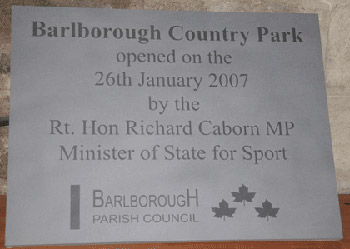 Barlborough Country Park
opened on the
26th January 2007
by the
Rt. Hon Richard Caborn MP
Minister of State for Sport
BARLBOROUGH
PARISH COUNCIL